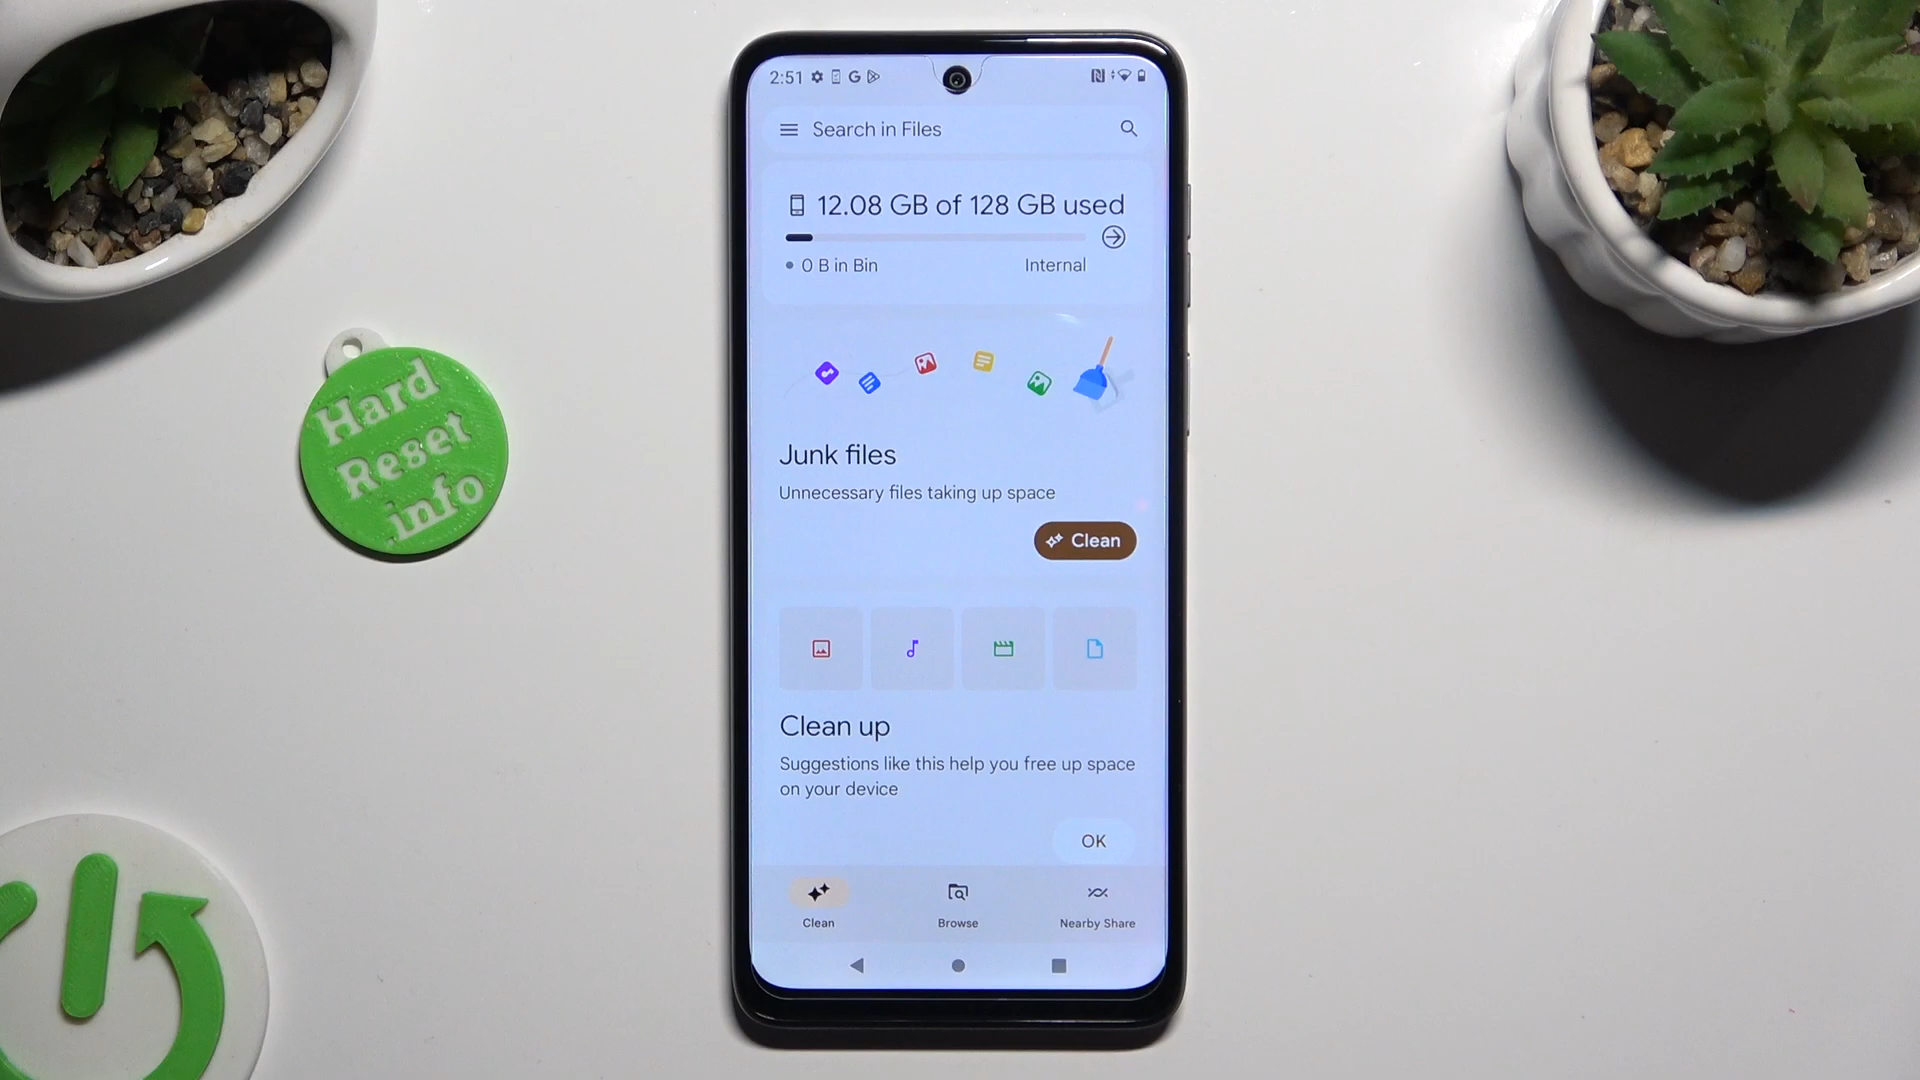 2:51
Search in Files
12.08 GB of 128 GB used
0 B in Bin
Internal
Junk files
Unnecessary files taking up space
Clean
Clean up
Suggestions like this help you free up space
on your device
OK
Clean
Browse
Nearby Share
Hard
Reset
.info